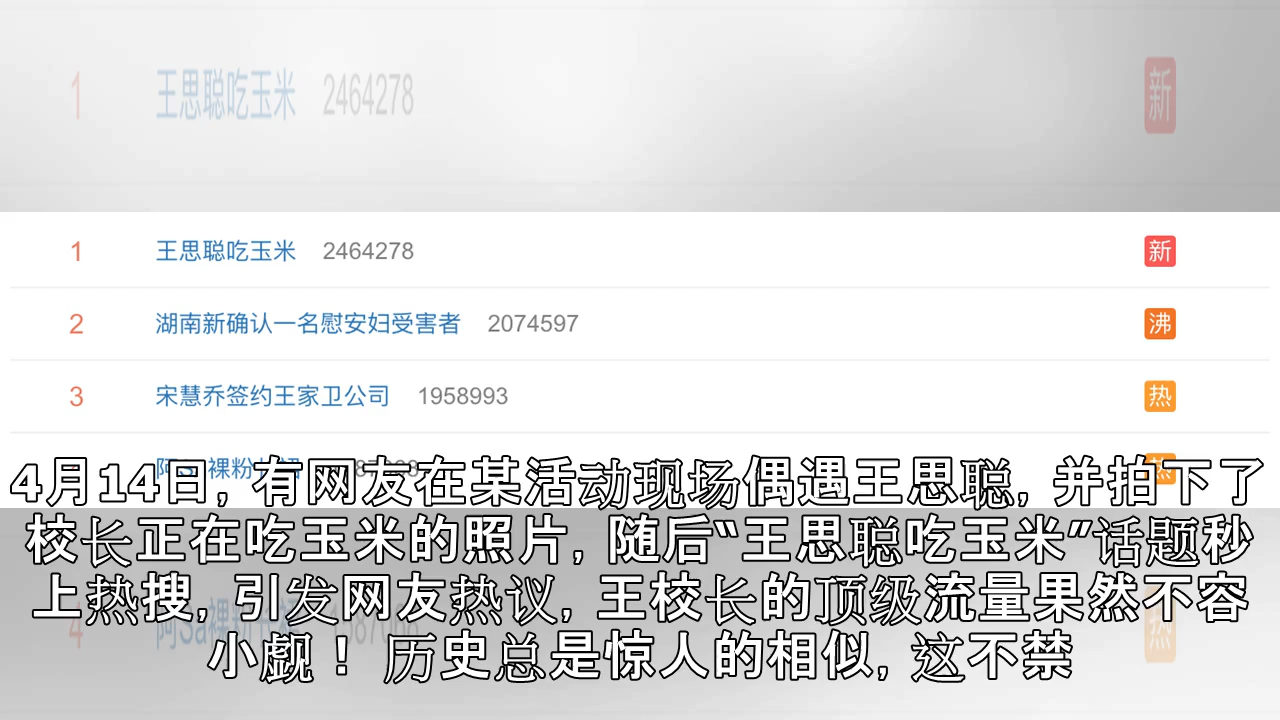 1 王思聪吃玉米 2464278 新
1 王思聪吃玉米 2464278 新
2 湖南新确认一名慰安妇受害者 2074597 沸
3 宋慧乔签约王家卫公司 1958993 热
4月14日, 有网友在某活动现场偶遇王思聪, 并拍下了
校长正在吃玉米的照片, 随后“王思聪吃玉米”话题秒
上热搜, 引发网友热议, 王校长的顶级流量果然不容
小觑！ 历史总是惊人的相似, 这不禁